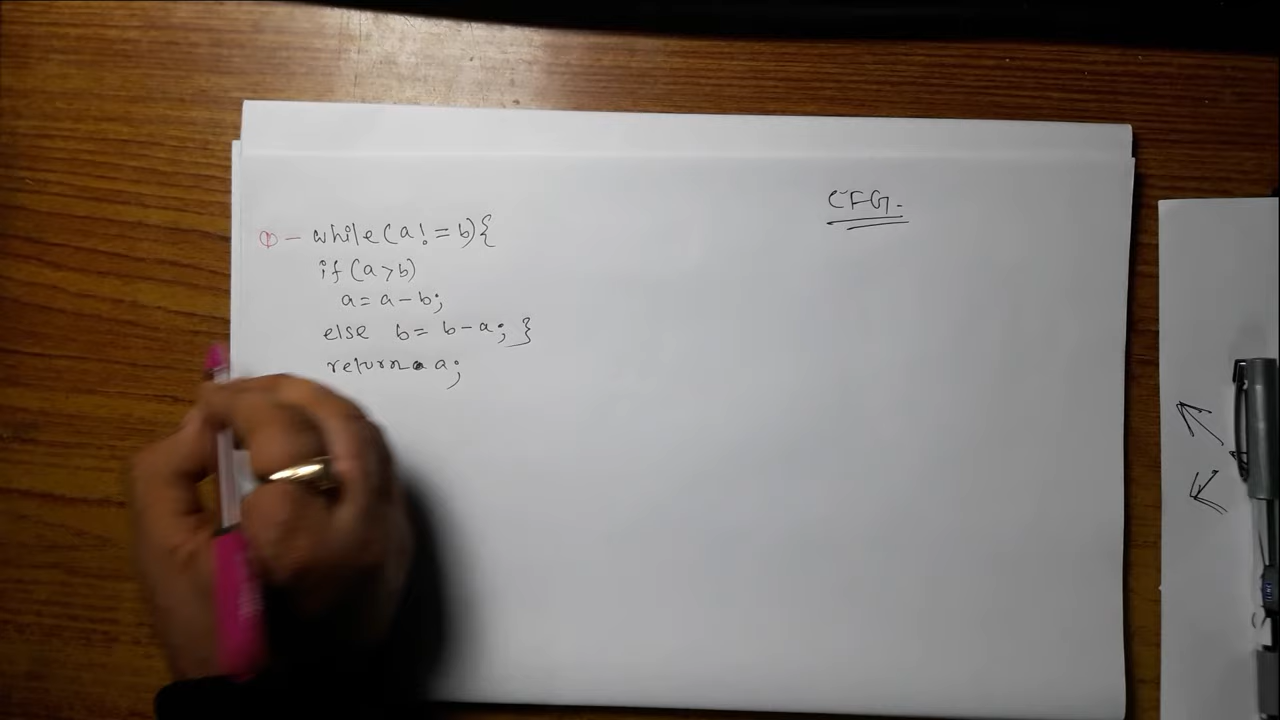 CFG.
① - while(a! = b){
if (a>b)
a= a-b;
else b= b-a; }
return a;